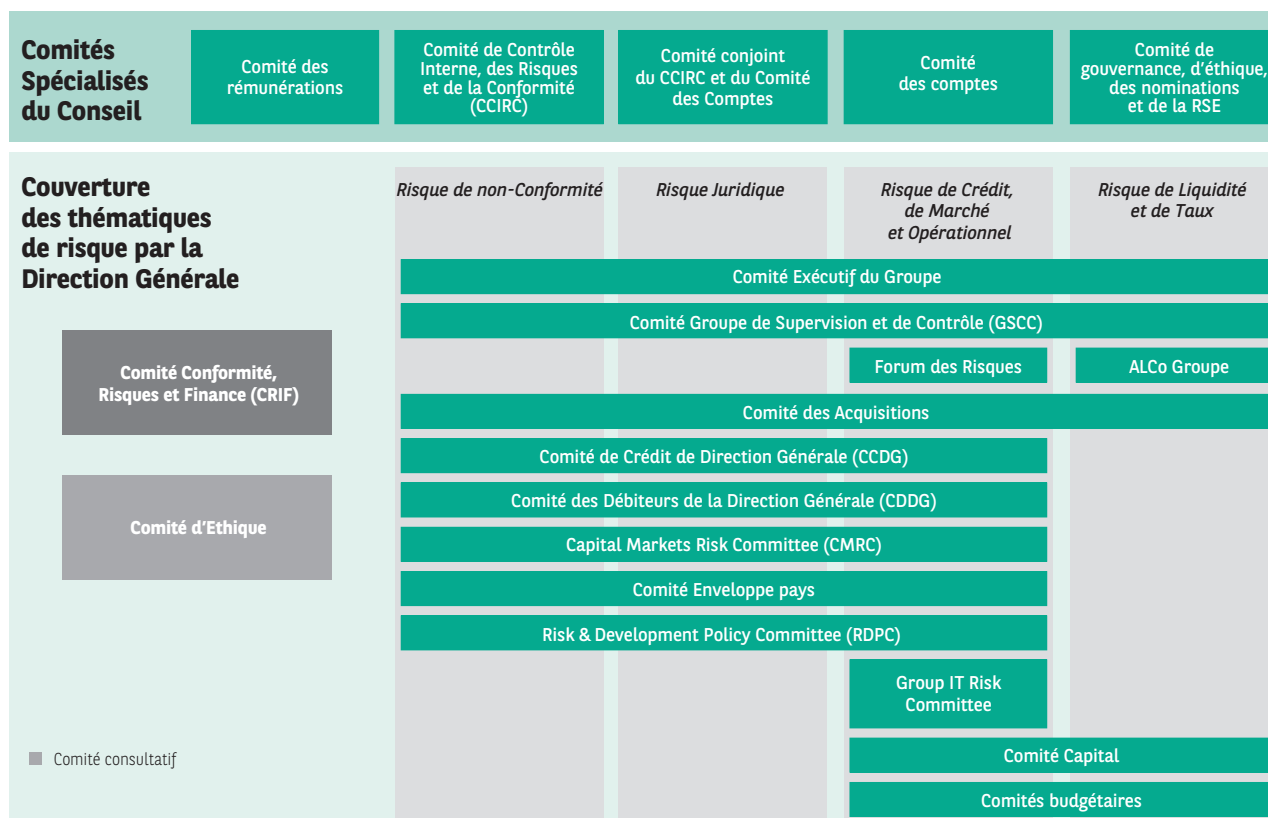 Comités
Spécialisés
du Conseil
Comité des
rémunérations
Comité de Contrôle
Interne, des Risques
et de la Conformité
(CCIRC)
Comité conjoint
du CCIRC et du Comité
des Comptes
Comité
des comptes
Comité de
gouvernance, d'éthique,
des nominations
et de la RSE
Couverture
des thématiques
de risque par la
Direction Générale
Risque de non-Conformité
Risque Juridique
Risque de Crédit,
de Marché
et Opérationnel
Risque de Liquidité
et de Taux
Comité Exécutif du Groupe
Comité Groupe de Supervision et de Contrôle (GSCC)
Comité Conformité,
Risques et Finance (CRIF)
Forum des Risques
ALCo Groupe
Comité des Acquisitions
Comité de Crédit de Direction Générale (CCDG)
Comité d'Ethique
Comité des Débiteurs de la Direction Générale (CDDG)
Capital Markets Risk Committee (CMRC)
Comité Enveloppe pays
Risk & Development Policy Committee (RDPC)
Group IT Risk
Committee
Comité consultatif
Comité Capital
Comités budgétaires